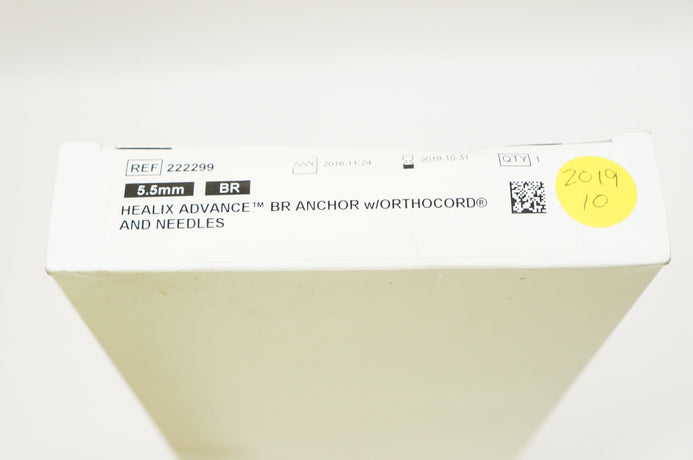 REF 222299 2016-11-24 2019-10-31 QTY 1
5.5mm BR
HEALIX ADVANCE™ BR ANCHOR w/ORTHOCORD®
AND NEEDLES
2019
10